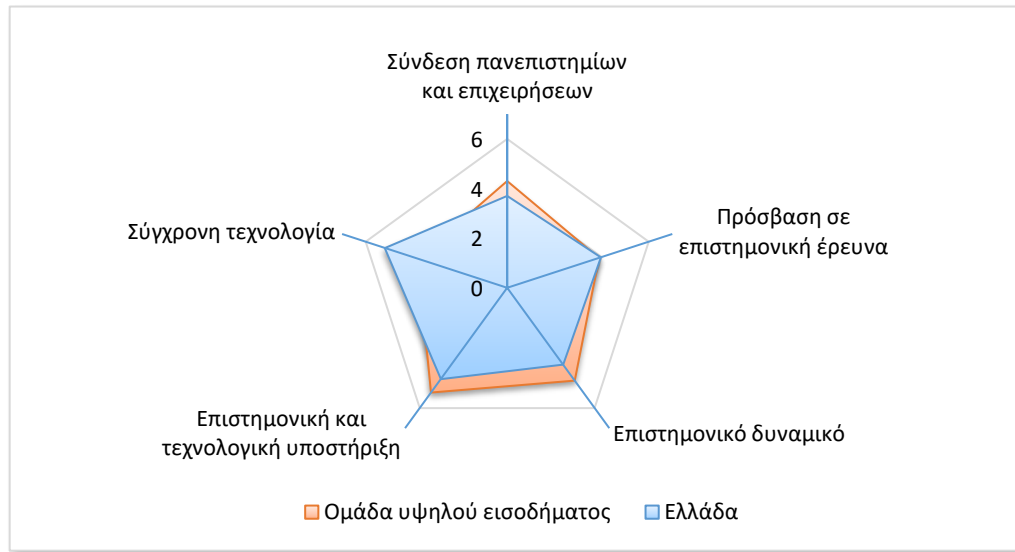 Σύνδεση πανεπιστημίων
και επιχειρήσεων
6
4
2
0
Πρόσβαση σε
επιστημονική έρευνα
Σύγχρονη τεχνολογία
Επιστημονικό δυναμικό
Επιστημονική και
τεχνολογική υποστήριξη
Ομάδα υψηλού εισοδήματος
Ελλάδα